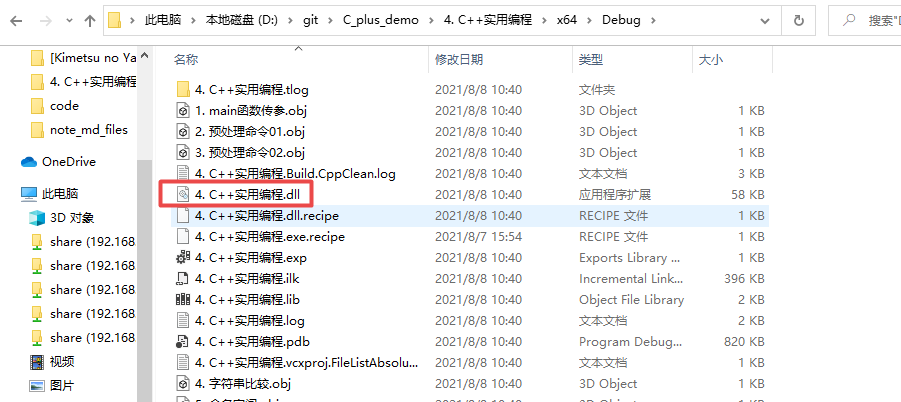 此电脑 › 本地磁盘 (D:) › git › C_plus_demo › 4. C++实用编程 › x64 › Debug › 搜索"D
名称 修改日期 类型 大小
[Kimetsu no Ya
4. C++实用编程
code
note_md_files
OneDrive
此电脑
3D 对象
share (192.168
share (192.168
share (192.168
share (192.168
share (192.168
视频
图片
4. C++实用编程.tlog 2021/8/8 10:40 文件夹
1. main函数传参.obj 2021/8/8 10:40 3D Object 1 KB
2. 预处理命令01.obj 2021/8/8 10:40 3D Object 1 KB
3. 预处理命令02.obj 2021/8/8 10:40 3D Object 1 KB
4. C++实用编程.Build.CppClean.log 2021/8/8 10:40 文本文档 3 KB
4. C++实用编程.dll 2021/8/8 10:40 应用程序扩展 58 KB
4. C++实用编程.dll.recipe 2021/8/8 10:40 RECIPE 文件 1 KB
4. C++实用编程.exe.recipe 2021/8/7 15:54 RECIPE 文件 1 KB
4. C++实用编程.exp 2021/8/8 10:40 Exports Library ... 1 KB
4. C++实用编程.ilk 2021/8/8 10:40 Incremental Link... 396 KB
4. C++实用编程.lib 2021/8/8 10:40 Object File Library 2 KB
4. C++实用编程.log 2021/8/8 10:40 文本文档 2 KB
4. C++实用编程.pdb 2021/8/8 10:40 Program Debug... 820 KB
4. C++实用编程.vcxproj.FileListAbsolu... 2021/8/8 10:40 文本文档 1 KB
4. 字符串比较.obj 2021/8/8 10:40 3D Object 1 KB